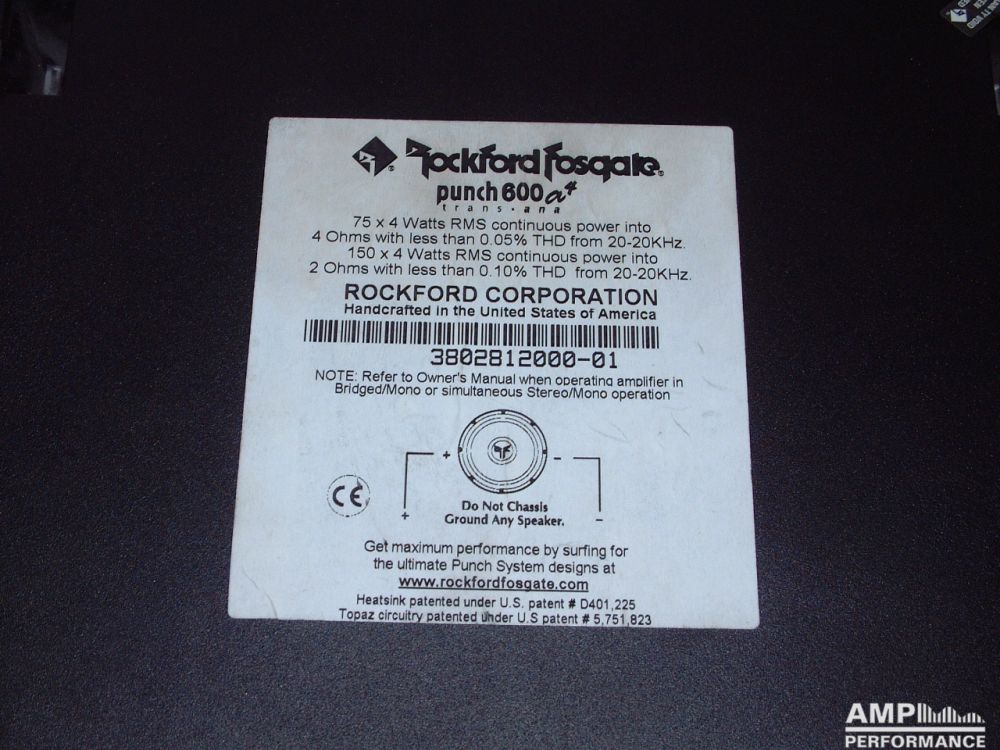 Rockford Fosgate®
punch 600 a4
trans•ana
75 x 4 Watts RMS continuous power into
4 Ohms with less than 0.05% THD from 20-20KHz.
150 x 4 Watts RMS continuous power into
2 Ohms with less than 0.10% THD from 20-20KHz.
ROCKFORD CORPORATION
Handcrafted in the United States of America
3802812000-01
NOTE: Refer to Owner's Manual when operating amplifier in
Bridged/Mono or simultaneous Stereo/Mono operation
+ −
CE
Do Not Chassis
Ground Any Speaker.
+ −
Get maximum performance by surfing for
the ultimate Punch System designs at
www.rockfordfosgate.com
Heatsink patented under U.S. patent # D401,225
Topaz circuitry patented under U.S patent # 5,751,823
AMP
PERFORMANCE